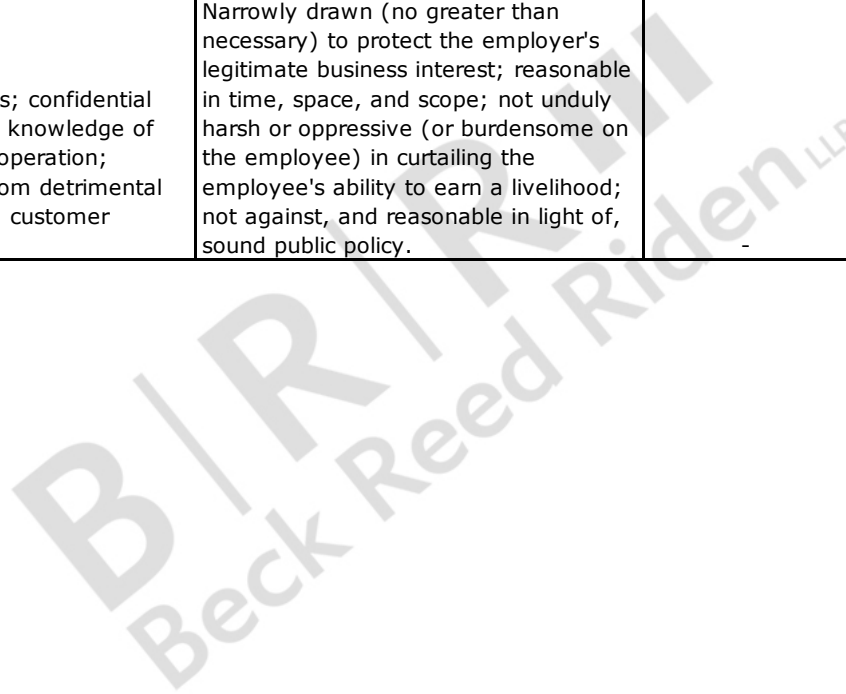 s; confidential
knowledge of
operation;
om detrimental
customer
Narrowly drawn (no greater than
necessary) to protect the employer's
legitimate business interest; reasonable
in time, space, and scope; not unduly
harsh or oppressive (or burdensome on
the employee) in curtailing the
employee's ability to earn a livelihood;
not against, and reasonable in light of,
sound public policy.
-
B|R|R
Beck Reed Riden LLP